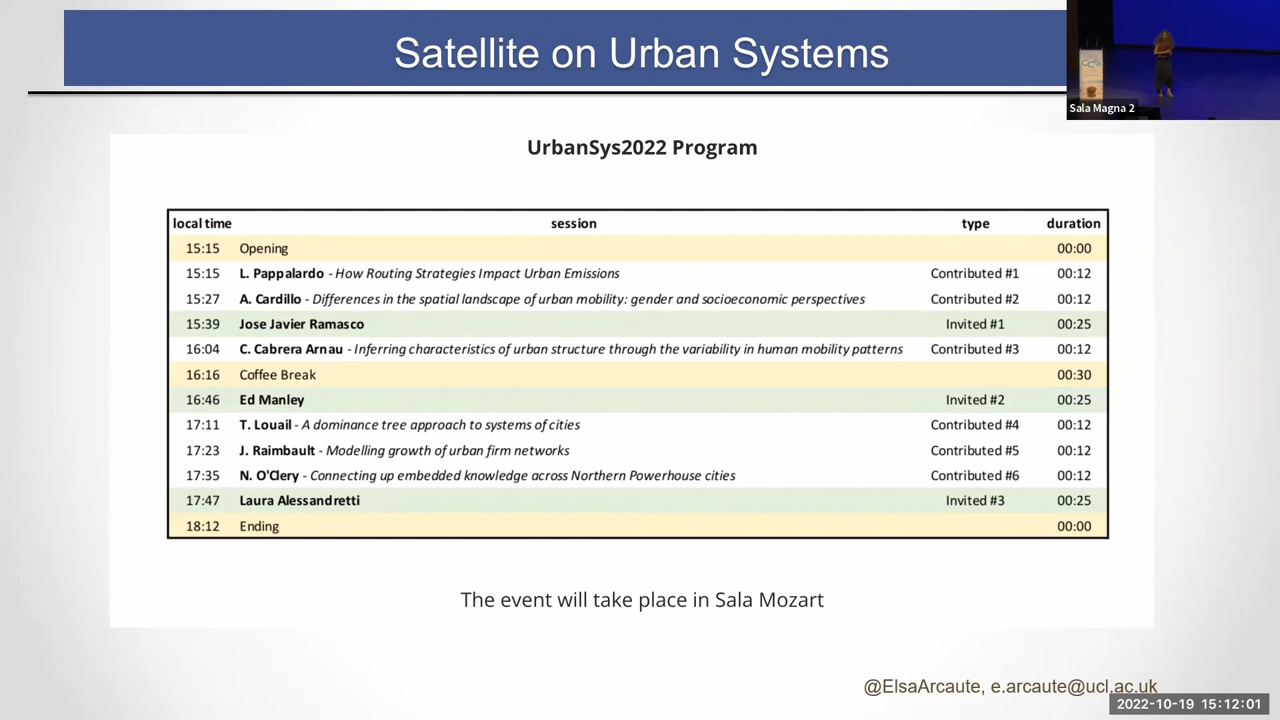 Satellite on Urban Systems
Sala Magna 2
UrbanSys2022 Program
local time session type duration
15:15 Opening 00:00
15:15 L. Pappalardo - How Routing Strategies Impact Urban Emissions Contributed #1 00:12
15:27 A. Cardillo - Differences in the spatial landscape of urban mobility: gender and socioeconomic perspectives Contributed #2 00:12
15:39 Jose Javier Ramasco Invited #1 00:25
16:04 C. Cabrera Arnau - Inferring characteristics of urban structure through the variability in human mobility patterns Contributed #3 00:12
16:16 Coffee Break 00:30
16:46 Ed Manley Invited #2 00:25
17:11 T. Louail - A dominance tree approach to systems of cities Contributed #4 00:12
17:23 J. Raimbault - Modelling growth of urban firm networks Contributed #5 00:12
17:35 N. O'Clery - Connecting up embedded knowledge across Northern Powerhouse cities Contributed #6 00:12
17:47 Laura Alessandretti Invited #3 00:25
18:12 Ending 00:00
The event will take place in Sala Mozart
@ElsaArcaute, e.arcaute@ucl.ac.uk
2022-10-19 15:12:01